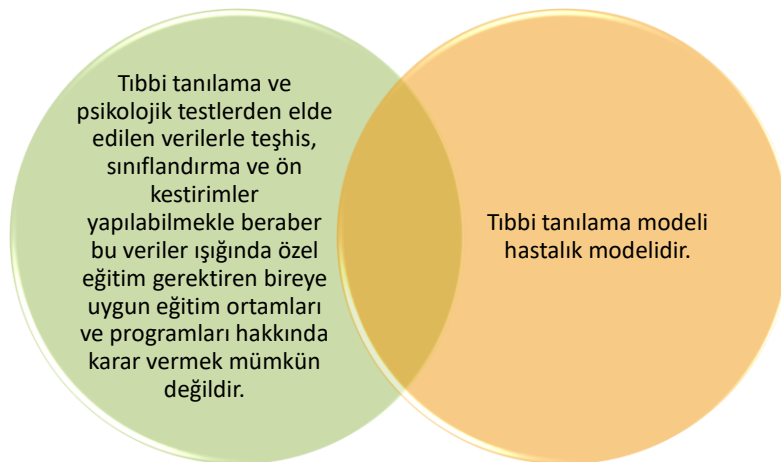 Tıbbi tanılama ve
psikolojik testlerden elde
edilen verilerle teşhis,
sınıflandırma ve ön
kestirimler
yapılabilmekle beraber
bu veriler ışığında özel
eğitim gerektiren bireye
uygun eğitim ortamları
ve programları hakkında
karar vermek mümkün
değildir.
Tıbbi tanılama modeli
hastalık modelidir.